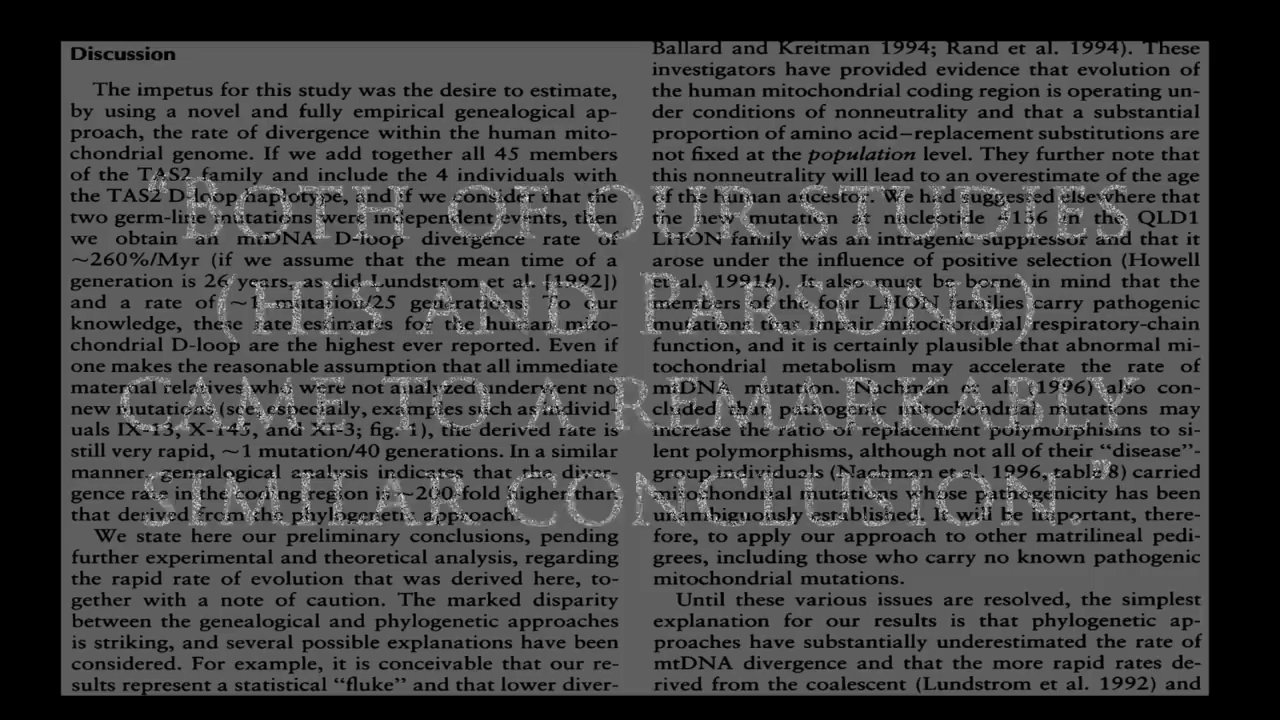 Discussion
The impetus for this study was the desire to estimate,
by using a novel and fully empirical genealogical ap-
proach, the rate of divergence within the human mito-
chondrial genome. If we add together all 45 members
of the TAS2 family and include the 4 individuals with
the TAS2 D-loop haplotype, and if we consider that the
two germ-line mutations were independent events, then
we obtain an mtDNA D-loop divergence rate of
~260%/Myr (if we assume that the mean time of a
generation is 26 years, as did Lundstrom et al. [1992])
and a rate of ~1 mutation/25 generations. To our
knowledge, these rate estimates for the human mito-
chondrial D-loop are the highest ever reported. Even if
one makes the reasonable assumption that all immediate
maternal relatives who were not analyzed underwent no
new mutations (see, especially, examples such as individ-
uals IX-13, X-145, and XI-3; fig. 1), the derived rate is
still very rapid, ~1 mutation/40 generations. In a similar
manner, genealogical analysis indicates that the diver-
gence rate in the coding region is ~200-fold higher than
that derived from the phylogenetic approach.
We state here our preliminary conclusions, pending
further experimental and theoretical analysis, regarding
the rapid rate of evolution that was derived here, to-
gether with a note of caution. The marked disparity
between the genealogical and phylogenetic approaches
is striking, and several possible explanations have been
considered. For example, it is conceivable that our re-
sults represent a statistical “fluke” and that lower diver-
Ballard and Kreitman 1994; Rand et al. 1994). These
investigators have provided evidence that evolution of
the human mitochondrial coding region is operating un-
der conditions of nonneutrality and that a substantial
proportion of amino acid–replacement substitutions are
not fixed at the population level. They further note that
this nonneutrality will lead to an overestimate of the age
of the human ancestor. We had suggested elsewhere that
the new mutation at nucleotide 4136 in the QLD1
LHON family was an intragenic suppressor and that it
arose under the influence of positive selection (Howell
et al. 1991b). It also must be borne in mind that the
members of the four LHON families carry pathogenic
mutations that impair mitochondrial respiratory-chain
function, and it is certainly plausible that abnormal mi-
tochondrial metabolism may accelerate the rate of
mtDNA mutation. Nachman et al. (1996) also con-
cluded that pathogenic mitochondrial mutations may
increase the ratio of replacement polymorphisms to si-
lent polymorphisms, although not all of their “disease”-
group individuals (Nachman et al. 1996, table 8) carried
mitochondrial mutations whose pathogenicity has been
unambiguously established. It will be important, there-
fore, to apply our approach to other matrilineal pedi-
grees, including those who carry no known pathogenic
mitochondrial mutations.
Until these various issues are resolved, the simplest
explanation for our results is that phylogenetic ap-
proaches have substantially underestimated the rate of
mtDNA divergence and that the more rapid rates de-
rived from the coalescent (Lundstrom et al. 1992) and
“BOTH OF OUR STUDIES
(HIS AND PARSONS)
CAME TO A REMARKABLY
SIMILAR CONCLUSION.”